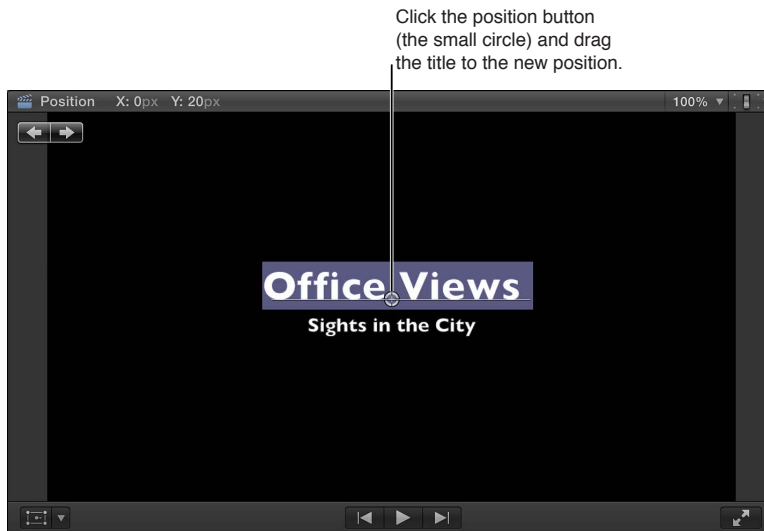 Click the position button
(the small circle) and drag
the title to the new position.
Position X: 0px Y: 20px
100%
Office Views
Sights in the City